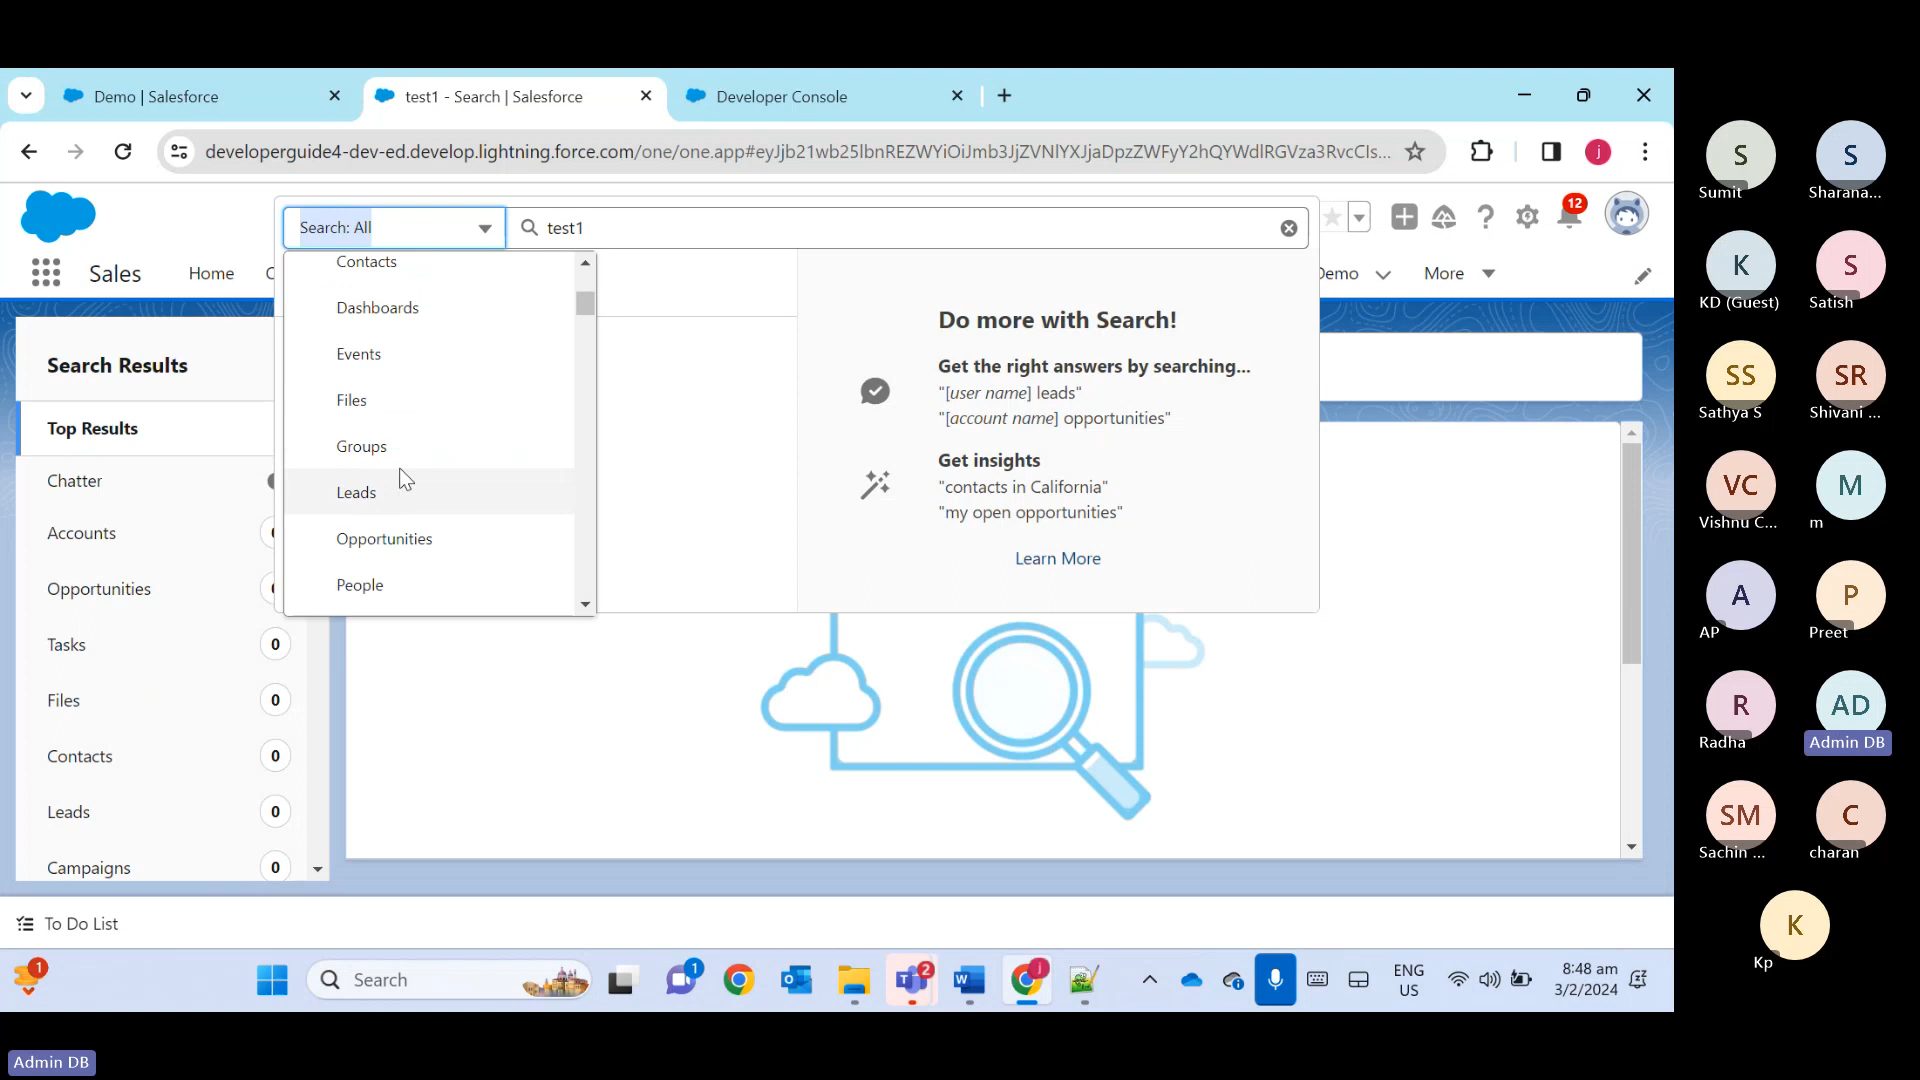 Demo | Salesforce
test1 - Search | Salesforce
Developer Console
developerguide4-dev-ed.develop.lightning.force.com/one/one.app#eyJjb21wb25lbnREZWYiOiJmb3JjZVNlYXJjaDpzZWFyY2hQYWdlRGVza3RvcCIs...
j
Search: All
test1
12
Sales
Home
Demo
More
Contacts
Dashboards
Events
Files
Groups
Leads
Opportunities
People
Do more with Search!
Get the right answers by searching...
"[user name] leads"
"[account name] opportunities"
Get insights
"contacts in California"
"my open opportunities"
Learn More
Search Results
Top Results
Chatter
Accounts
Opportunities
Tasks 0
Files 0
Contacts 0
Leads 0
Campaigns 0
To Do List
1
Search
1
2
j
ENG
US
8:48 am
3/2/2024
S
Sumit
S
Sharana...
K
KD (Guest)
S
Satish
SS
Sathya S
SR
Shivani ...
VC
Vishnu C...
M
m
A
AP
P
Preet
R
Radha
AD
Admin DB
SM
Sachin ...
C
charan
K
Kp
Admin DB